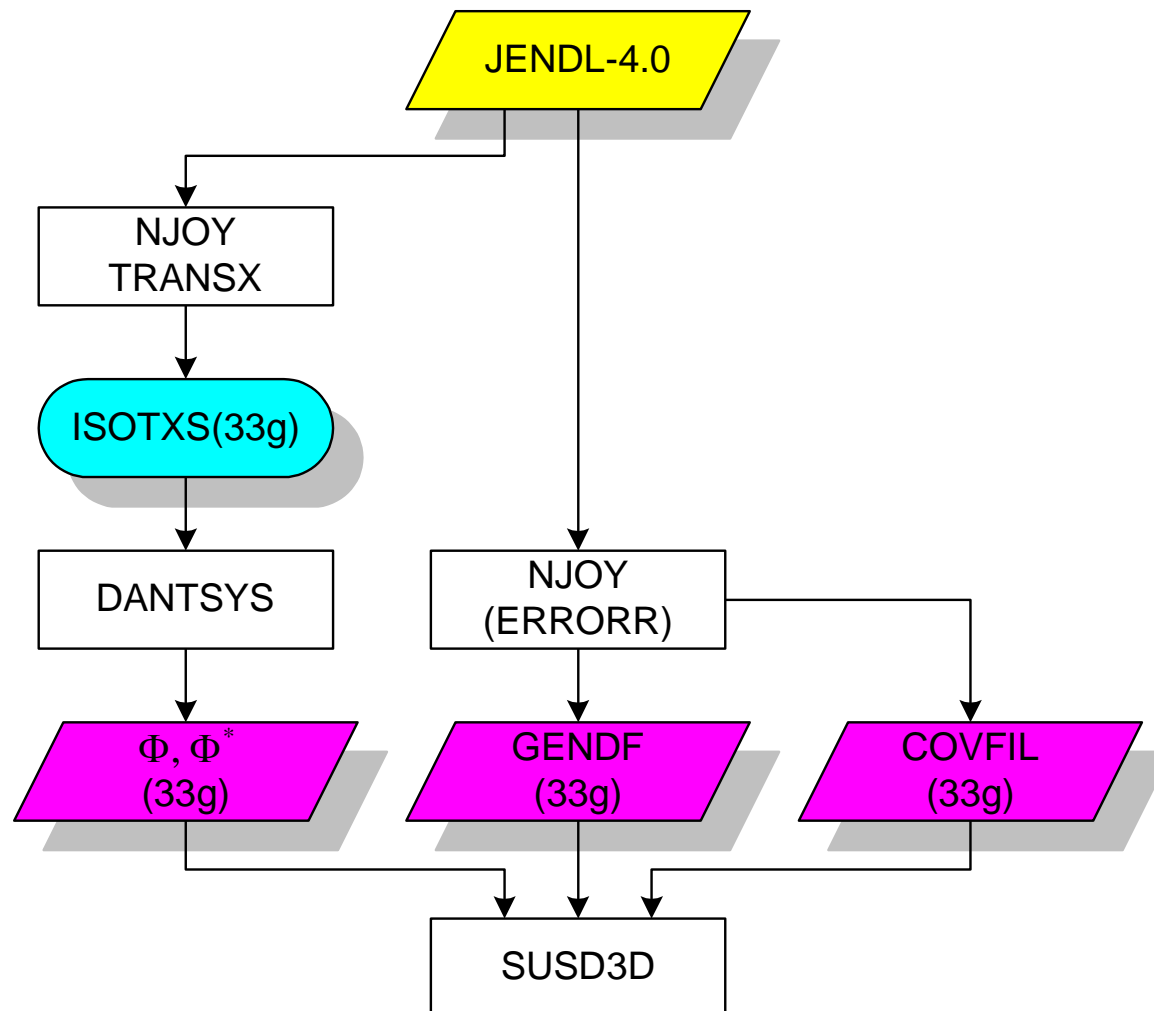 JENDL-4.0
NJOY
TRANSX
ISOTXS(33g)
DANTSYS
NJOY
(ERRORR)
Φ, Φ*
(33g)
GENDF
(33g)
COVFIL
(33g)
SUSD3D